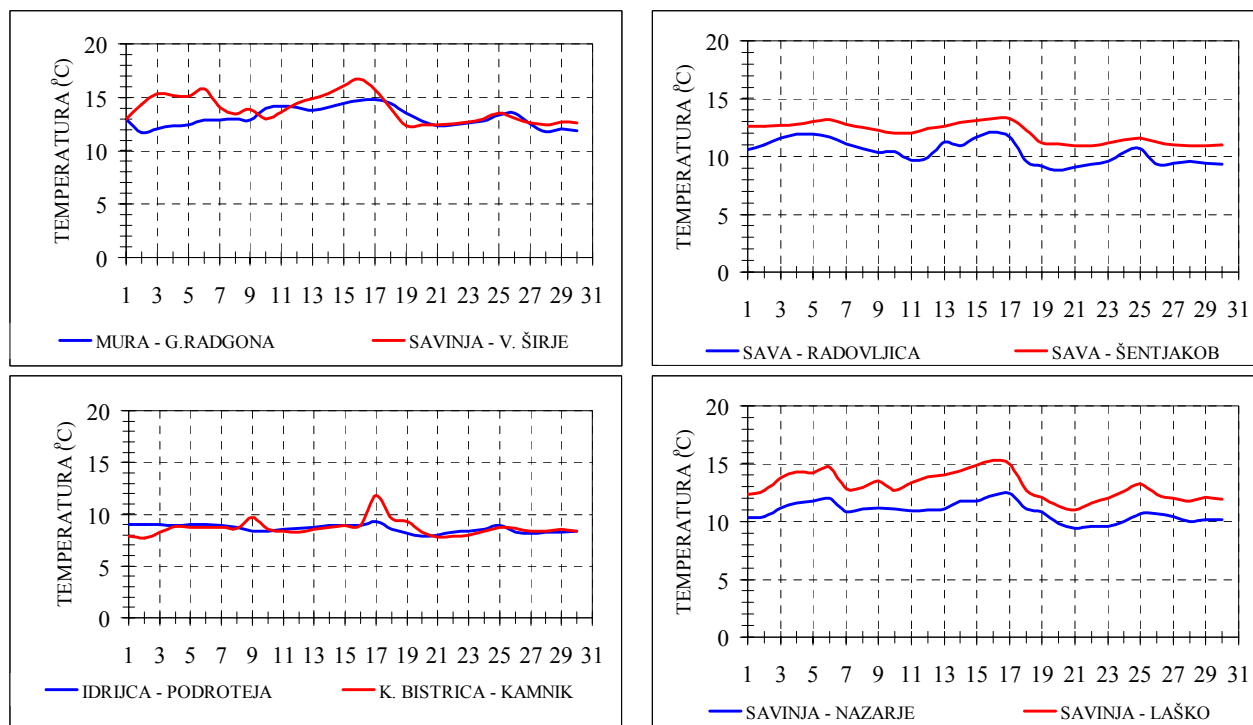 TEMPERATURA (°C)
20
15
10
5
0
1 3 5 7 9 11 13 15 17 19 21 23 25 27 29 31
MURA - G.RADGONA SAVINJA - V. ŠIRJE
TEMPERATURA (°C)
20
15
10
5
0
1 3 5 7 9 11 13 15 17 19 21 23 25 27 29 31
SAVA - RADOVLJICA SAVA - ŠENTJAKOB
TEMPERATURA (°C)
20
15
10
5
0
1 3 5 7 9 11 13 15 17 19 21 23 25 27 29 31
IDRIJCA - PODROTEJA K. BISTRICA - KAMNIK
TEMPERATURA (°C)
20
15
10
5
0
1 3 5 7 9 11 13 15 17 19 21 23 25 27 29 31
SAVINJA - NAZARJE SAVINJA - LAŠKO